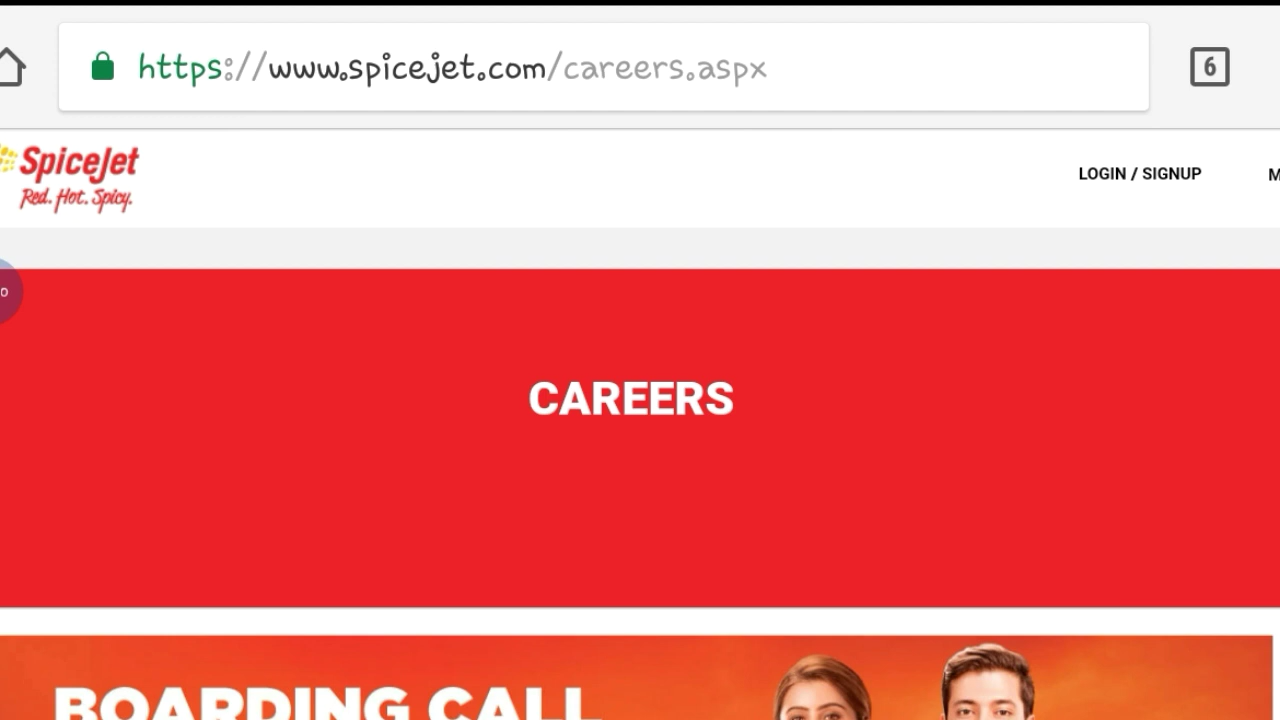 https://www.spicejet.com/careers.aspx
6
SpiceJet
Red. Hot. Spicy.
LOGIN / SIGNUP
M
o
CAREERS
BOARDING CALL